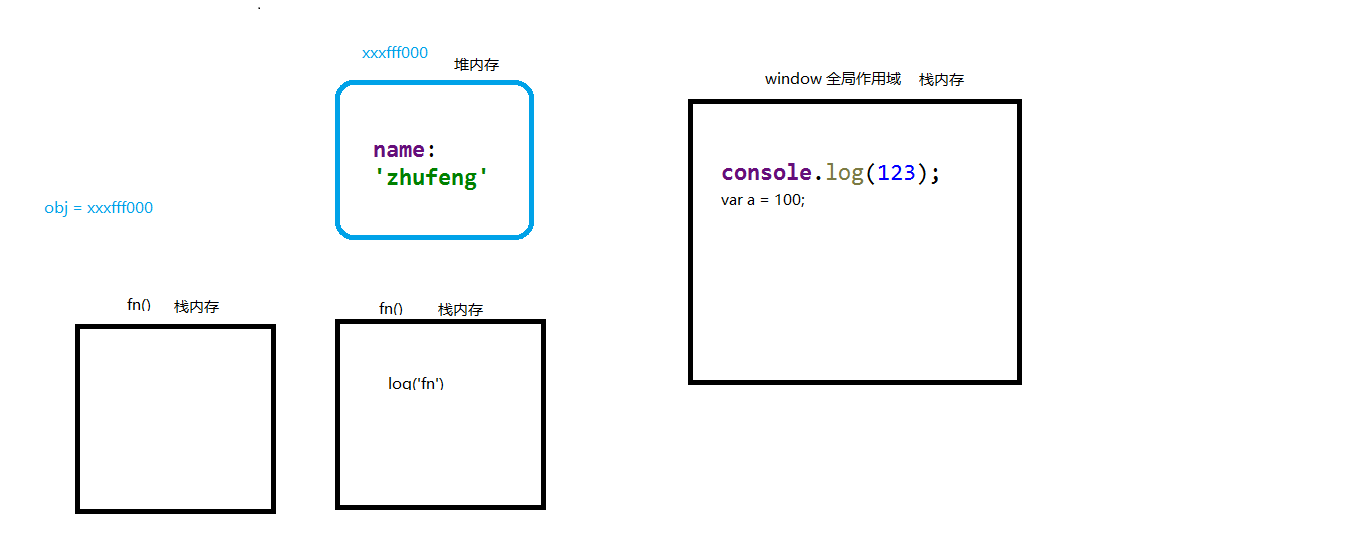 xxxfff000 堆内存
name:
'zhufeng'
obj = xxxfff000
window 全局作用域 栈内存
console.log(123);
var a = 100;
fn() 栈内存
fn() 栈内存
log('fn')